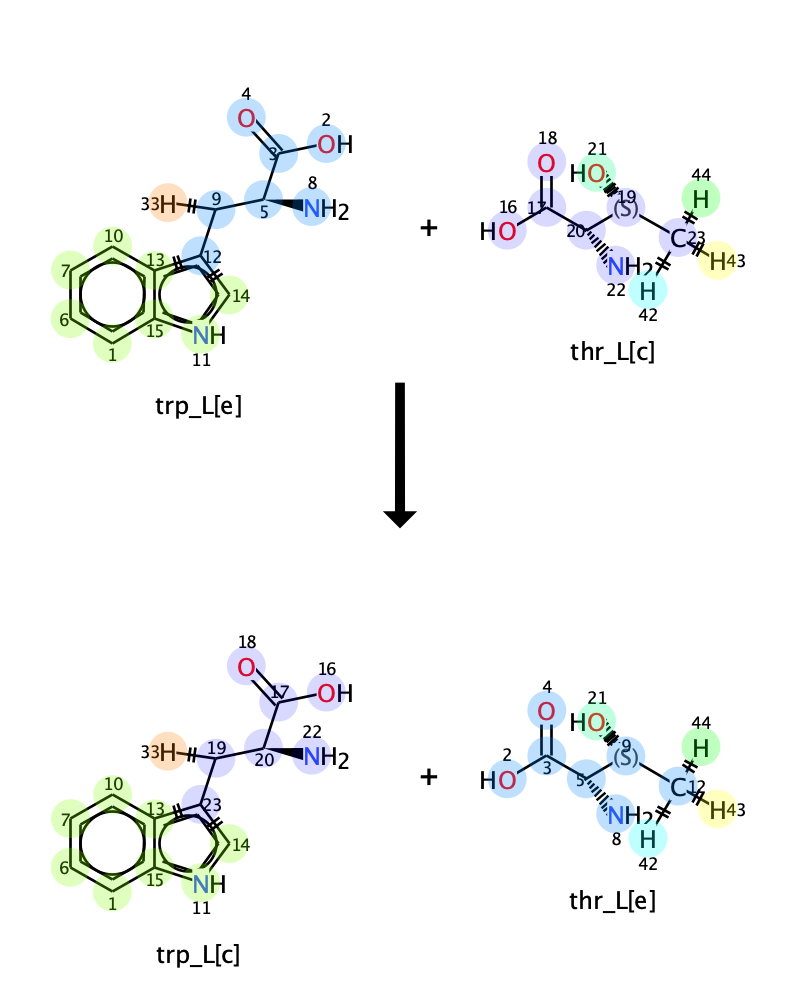 4
O
2
OH
3
8
NH2
5
9
33H
12
10
13
7
14
6
15
NH
1
11
trp_L[e]
+
18
O
21
HO
44
H
19
(S)
16
HO
17
20
23
C
H43
NH2
22
H
42
thr_L[c]
18
O
16
OH
17
22
NH2
20
19
33H
23
10
13
7
14
6
15
NH
1
11
trp_L[c]
+
4
O
21
HO
44
H
9
(S)
2
HO
3
5
C12
H43
NH2
8
H
42
thr_L[e]